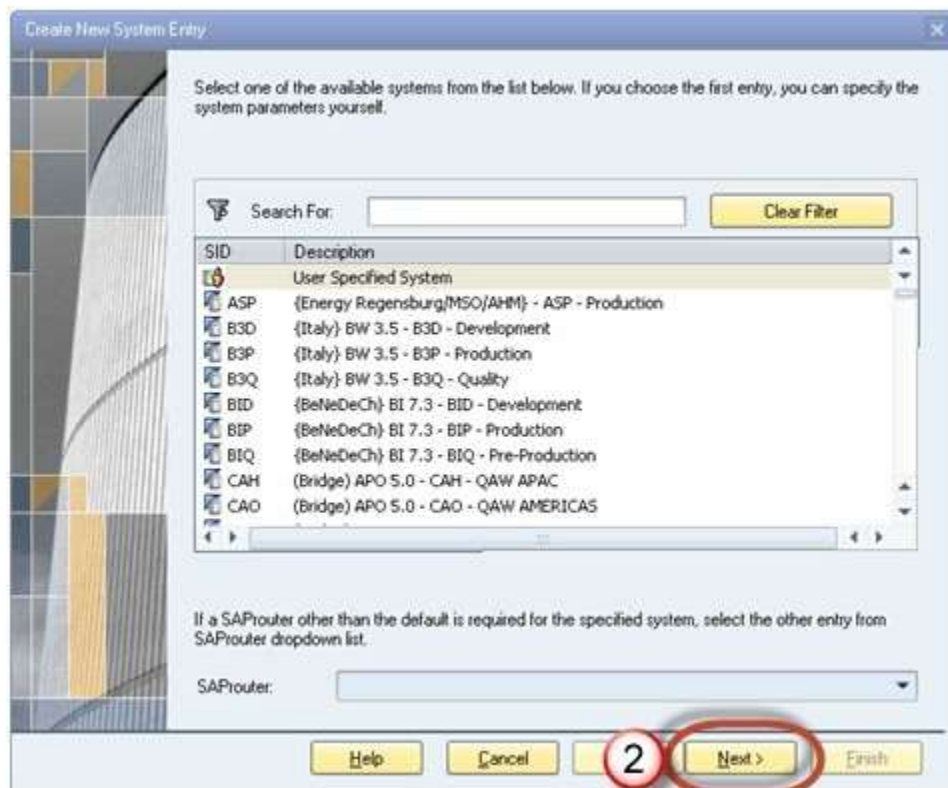 Create New System Entry
Select one of the available systems from the list below. If you choose the first entry, you can specify the
system parameters yourself.
Search For:
Clear Filter
SID Description
User Specified System
ASP {Energy Regensburg/MSO/AHM} - ASP - Production
B3D {Italy} BW 3.5 - B3D - Development
B3P {Italy} BW 3.5 - B3P - Production
B3Q {Italy} BW 3.5 - B3Q - Quality
BID {BeNeDeCh} BI 7.3 - BID - Development
BIP {BeNeDeCh} BI 7.3 - BIP - Production
BIQ {BeNeDeCh} BI 7.3 - BIQ - Pre-Production
CAH (Bridge) APO 5.0 - CAH - QAW APAC
CAO (Bridge) APO 5.0 - CAO - QAW AMERICAS
If a SAProuter other than the default is required for the specified system, select the other entry from
SAProuter dropdown list.
SAProuter:
Help Cancel 2 Next > Finish